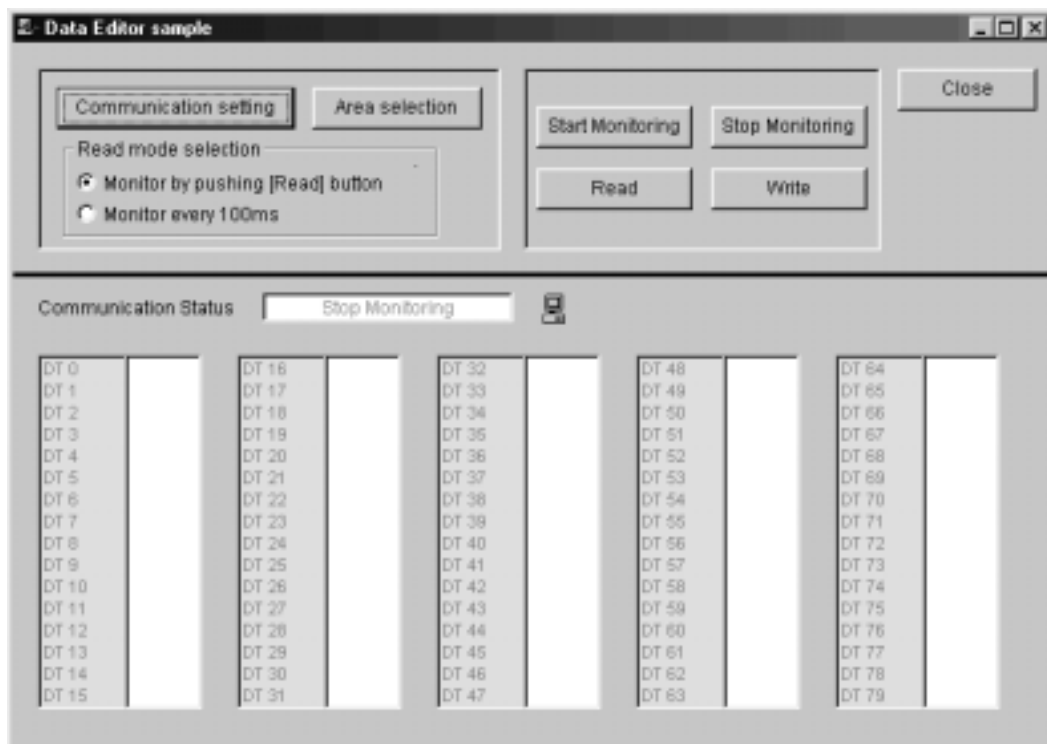 Data Editor sample
Communication setting
Area selection
Read mode selection
Monitor by pushing [Read] button
Monitor every 100ms
Start Monitoring
Stop Monitoring
Read
Write
Close
Communication Status
Stop Monitoring
DT 0
DT 1
DT 2
DT 3
DT 4
DT 5
DT 6
DT 7
DT 8
DT 9
DT 10
DT 11
DT 12
DT 13
DT 14
DT 15
DT 16
DT 17
DT 18
DT 19
DT 20
DT 21
DT 22
DT 23
DT 24
DT 25
DT 26
DT 27
DT 28
DT 29
DT 30
DT 31
DT 32
DT 33
DT 34
DT 35
DT 36
DT 37
DT 38
DT 39
DT 40
DT 41
DT 42
DT 43
DT 44
DT 45
DT 46
DT 47
DT 48
DT 49
DT 50
DT 51
DT 52
DT 53
DT 54
DT 55
DT 56
DT 57
DT 58
DT 59
DT 60
DT 61
DT 62
DT 63
DT 64
DT 65
DT 66
DT 67
DT 68
DT 69
DT 70
DT 71
DT 72
DT 73
DT 74
DT 75
DT 76
DT 77
DT 78
DT 79